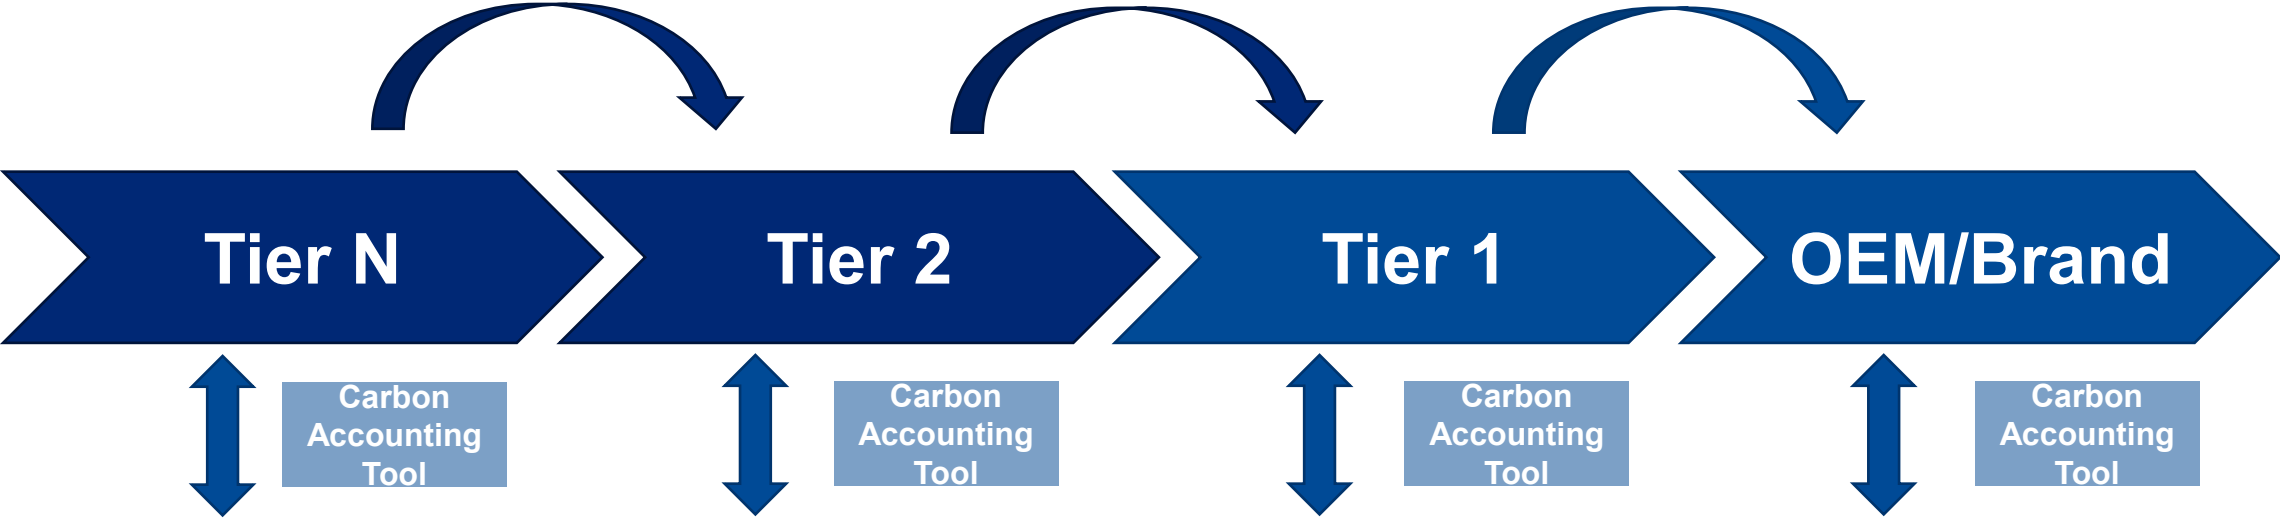 Tier N
Tier 2
Tier 1
OEM/Brand
Carbon
Accounting
Tool
Carbon
Accounting
Tool
Carbon
Accounting
Tool
Carbon
Accounting
Tool